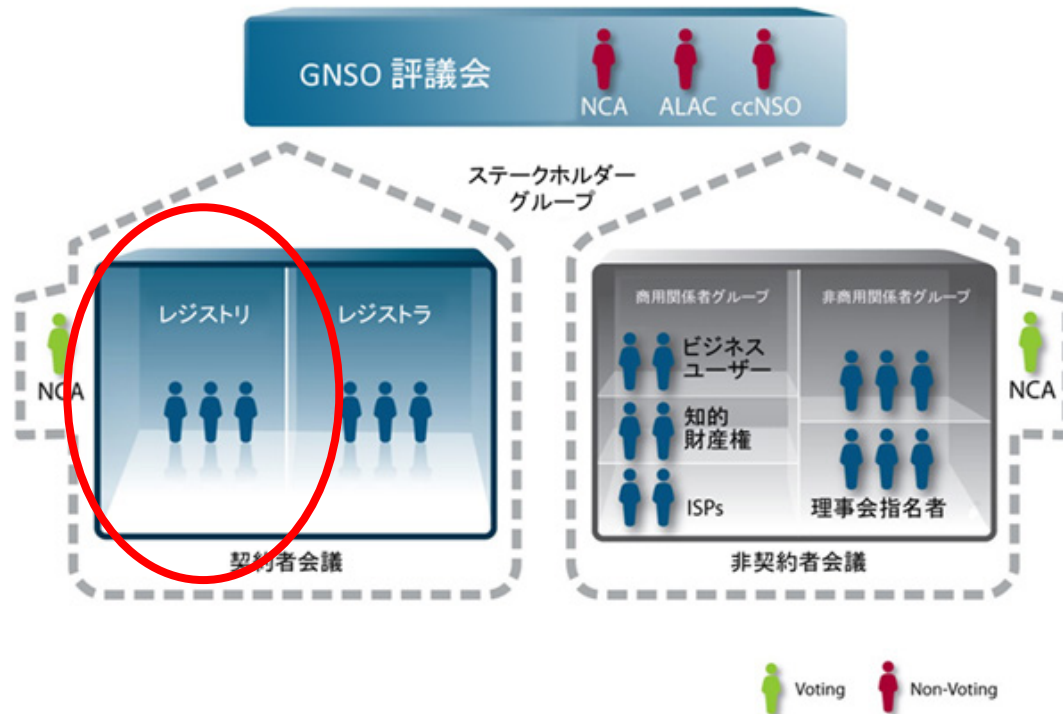 GNSO 評議会
NCA
ALAC
ccNSO
ステークホルダー
グループ
レジストリ
レジストラ
NCA
契約者会議
商用関係者グループ
非商用関係者グループ
ビジネス
ユーザー
知的
財産権
ISPs
理事会指名者
NCA
非契約者会議
Voting
Non-Voting